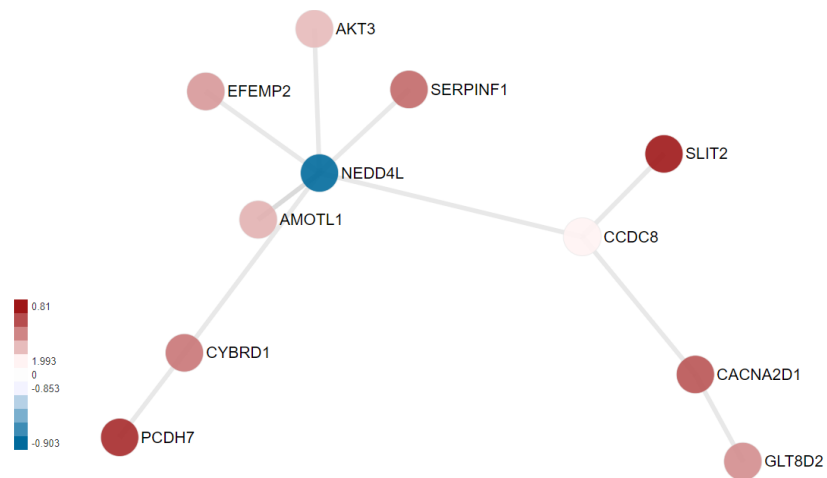 AKT3
EFEMP2
SERPINF1
SLIT2
NEDD4L
AMOTL1
CCDC8
0.81
1.993
0
-0.853
-0.903
CYBRD1
CACNA2D1
PCDH7
GLT8D2